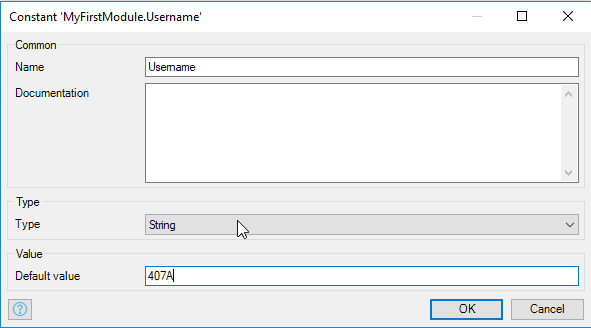 Constant 'MyFirstModule.Username'
Common
Name Username
Documentation
Type
Type String
Value
Default value 407A
? OK Cancel